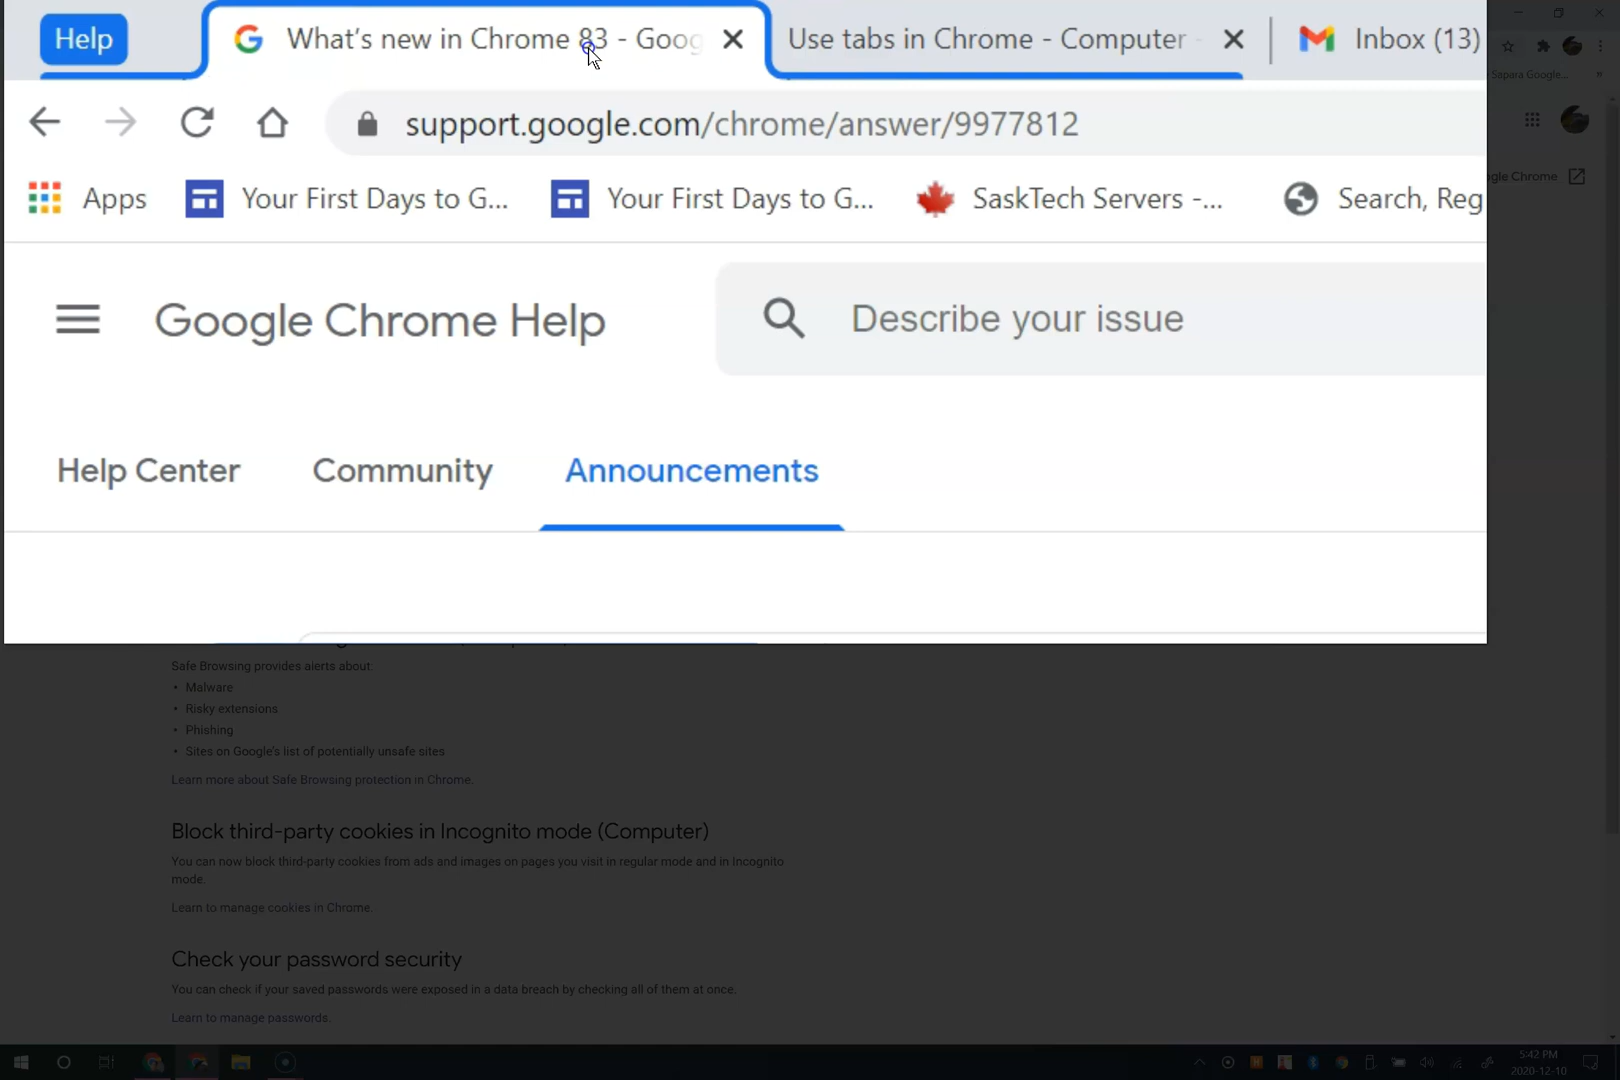 Help
What's new in Chrome 83 - Goog
Use tabs in Chrome - Computer -
Inbox (13)
support.google.com/chrome/answer/9977812
Apps
Your First Days to G...
Your First Days to G...
SaskTech Servers -...
Search, Reg
Sapara Google...
»
Google Chrome Help
Describe your issue
gle Chrome
Help Center
Community
Announcements
Safe Browsing provides alerts about:
• Malware
• Risky extensions
• Phishing
• Sites on Google's list of potentially unsafe sites
Learn more about Safe Browsing protection in Chrome.
Block third-party cookies in Incognito mode (Computer)
You can now block third-party cookies from ads and images on pages you visit in regular mode and in Incognito
mode.
Learn to manage cookies in Chrome.
Check your password security
You can check if your saved passwords were exposed in a data breach by checking all of them at once.
Learn to manage passwords.
5:42 PM
2020-12-10